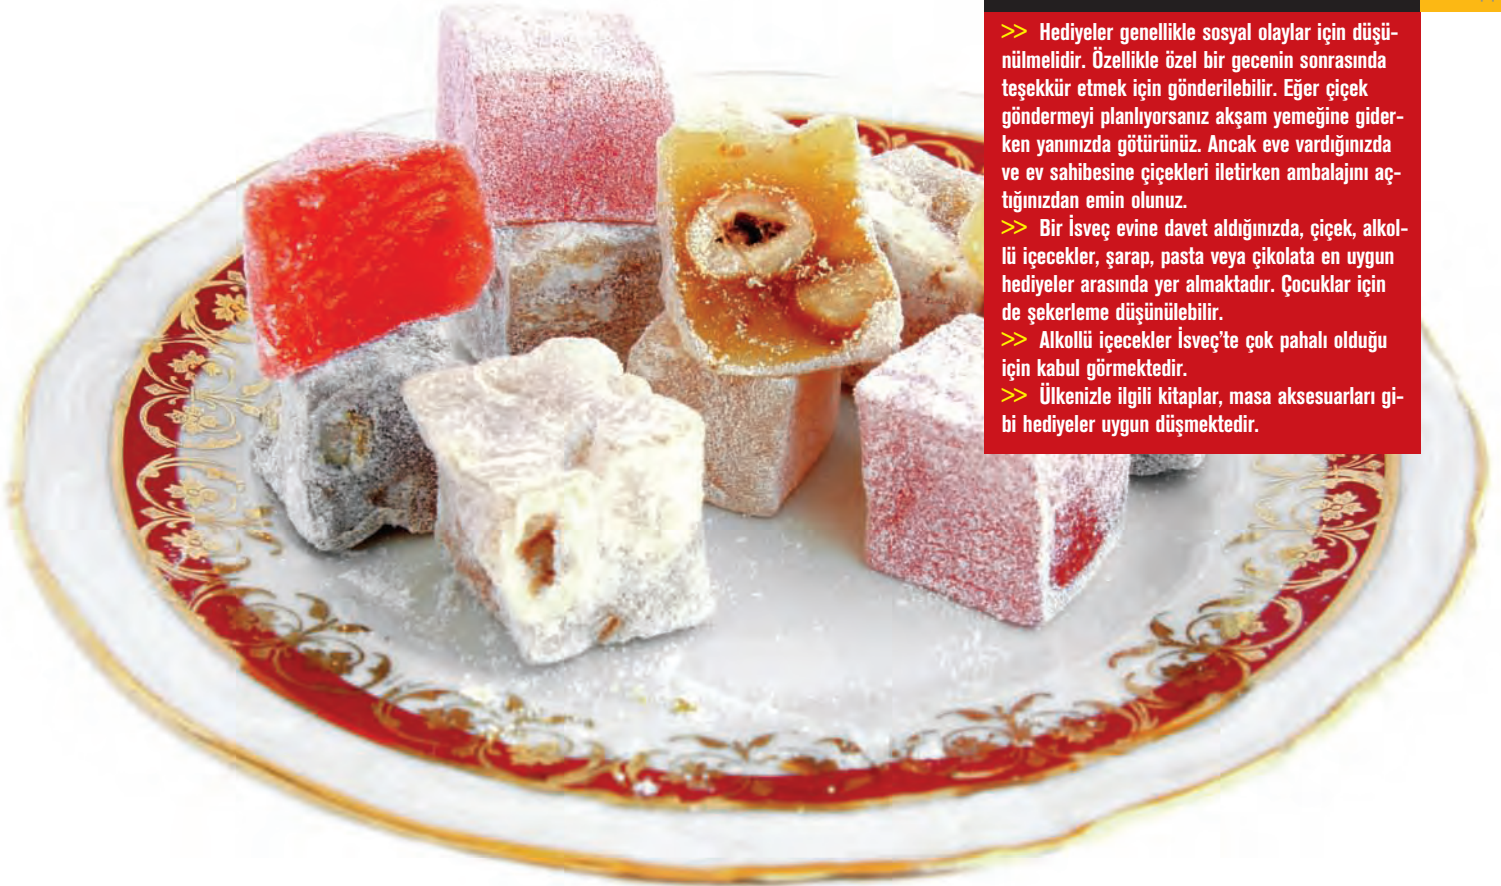 >> Hediyeler genellikle sosyal olaylar için düşü-
nülmelidir. Özellikle özel bir gecenin sonrasında
teşekkür etmek için gönderilebilir. Eğer çiçek
göndermeyi planlıyorsanız akşam yemeğine gider-
ken yanınızda götürünüz. Ancak eve vardığınızda
ve ev sahibesine çiçekleri iletirken ambalajını aç-
tığınızdan emin olunuz.
>> Bir İsveç evine davet aldığınızda, çiçek, alkol-
lü içecekler, şarap, pasta veya çikolata en uygun
hediyeler arasında yer almaktadır. Çocuklar için
de şekerleme düşünülebilir.
>> Alkollü içecekler İsveç'te çok pahalı olduğu
için kabul görmektedir.
>> Ülkenizle ilgili kitaplar, masa aksesuarları gi-
bi hediyeler uygun düşmektedir.